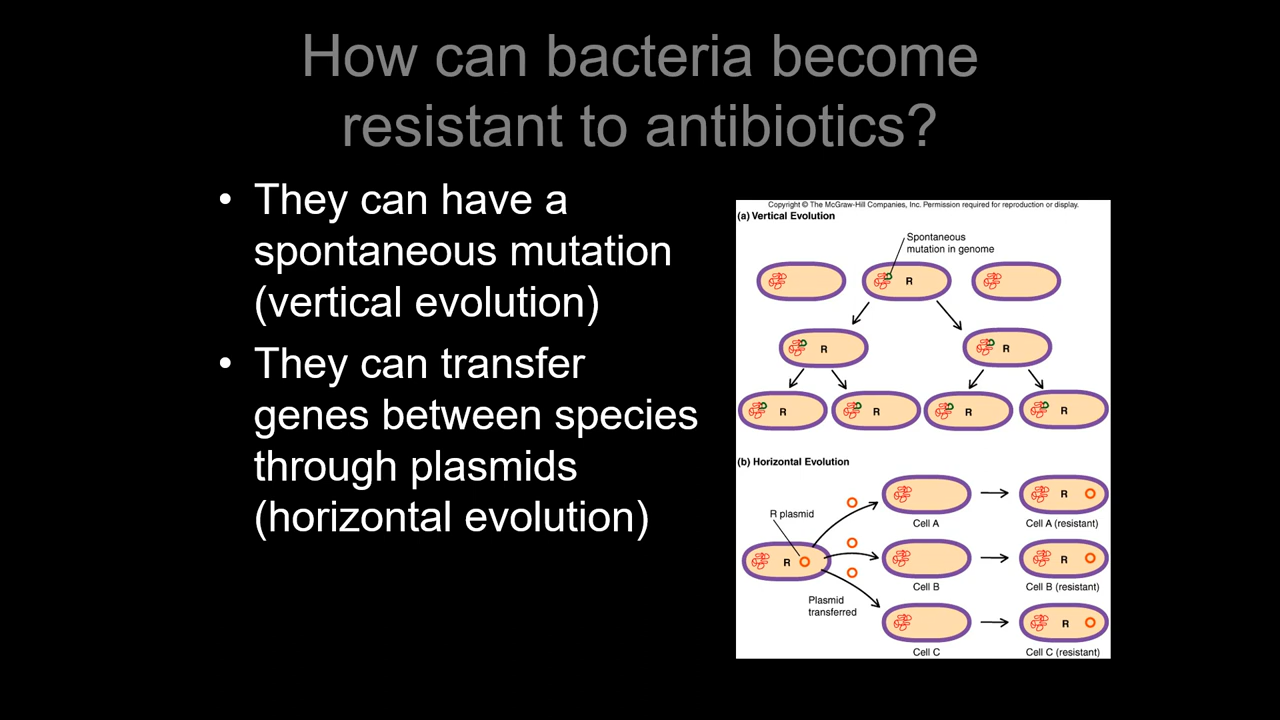 How can bacteria become
resistant to antibiotics?
• They can have a
spontaneous mutation
(vertical evolution)
• They can transfer
genes between species
through plasmids
(horizontal evolution)
Copyright © The McGraw-Hill Companies, Inc. Permission required for reproduction or display.
(a) Vertical Evolution
Spontaneous
mutation in genome
R
R
R
R
R
R
R
(b) Horizontal Evolution
R plasmid
R
Plasmid
transferred
Cell A
R
Cell A (resistant)
Cell B
R
Cell B (resistant)
Cell C
R
Cell C (resistant)